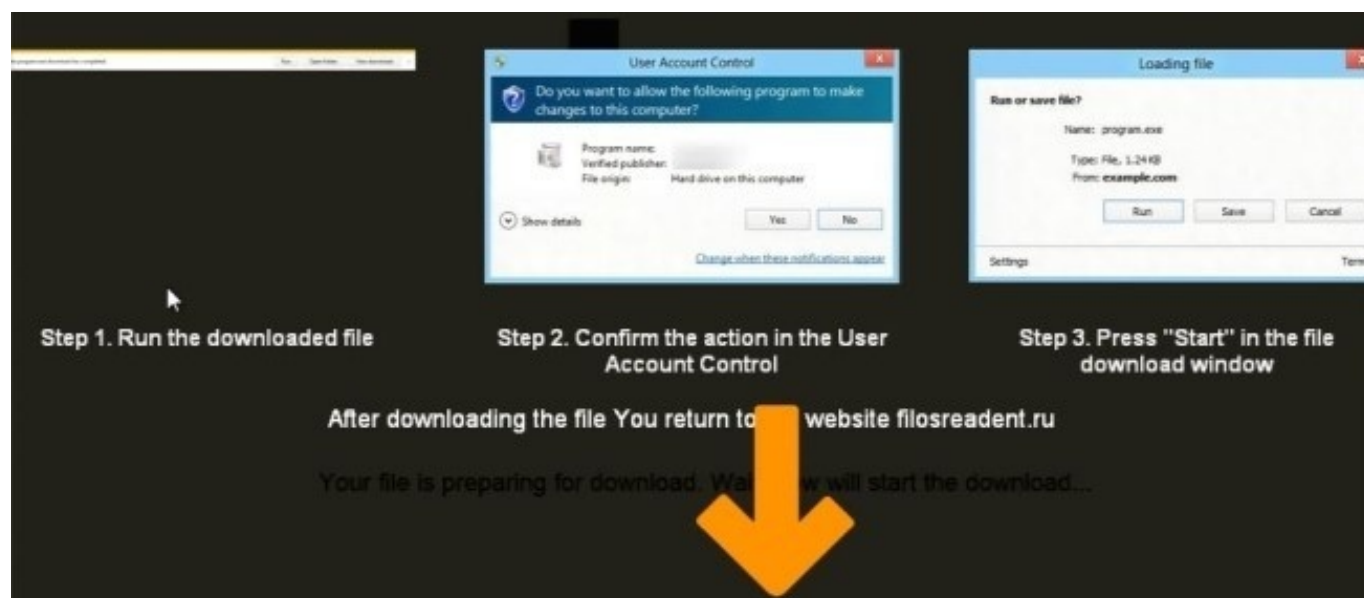 User Account Control
Do you want to allow the following program to make
changes to this computer?
Program name:
Verified publisher:
File origin: Hard drive on this computer
Show details
Yes
No
Change when these notifications appear
Loading file
Run or save file?
Name: program.exe
Type: File, 1.24 KB
From: example.com
Run
Save
Cancel
Settings
Step 1. Run the downloaded file
Step 2. Confirm the action in the User
Account Control
Step 3. Press "Start" in the file
download window
After downloading the file You return to website filosreadent.ru
Your file is preparing for download. will start the download...